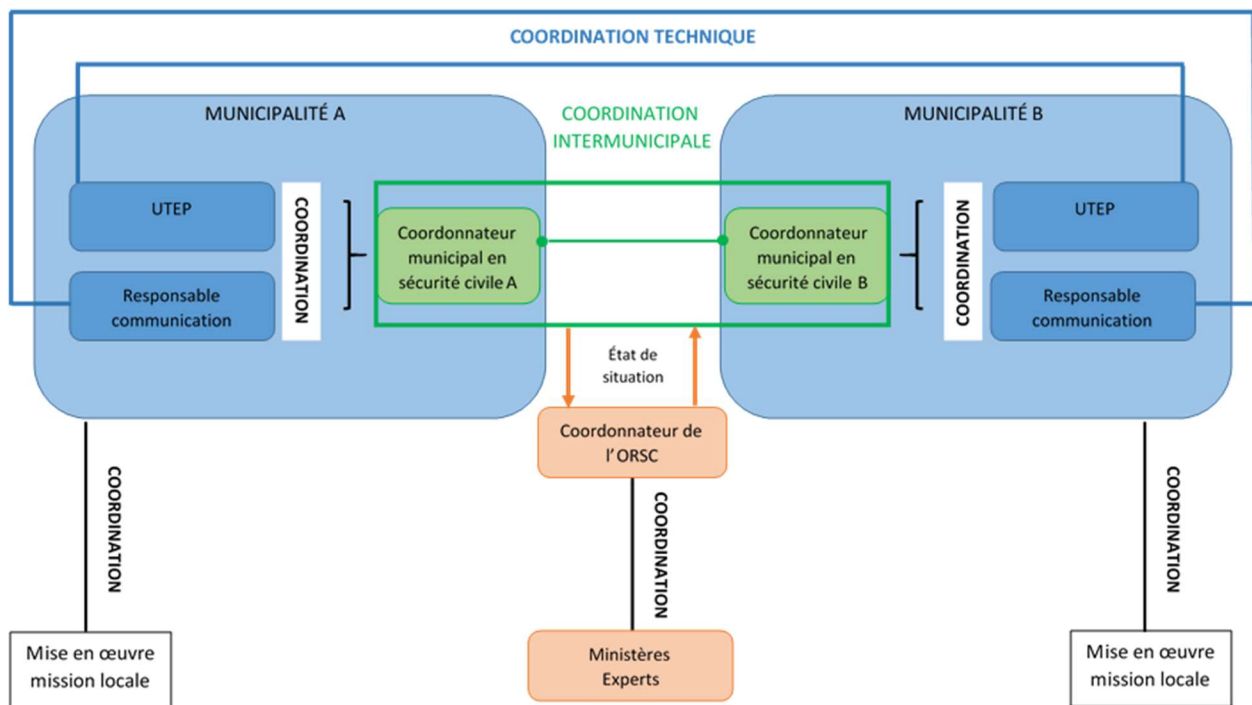 COORDINATION TECHNIQUE
MUNICIPALITÉ A
COORDINATION
INTERMUNICIPALE
MUNICIPALITÉ B
UTEP
COORDINATION
Responsable
communication
Coordonnateur
municipal en
sécurité civile A
Coordonnateur
municipal en
sécurité civile B
COORDINATION
UTEP
Responsable
communication
État de
situation
Coordonnateur de
l'ORSC
COORDINATION
COORDINATION
COORDINATION
Mise en œuvre
mission locale
Ministères
Experts
Mise en œuvre
mission locale